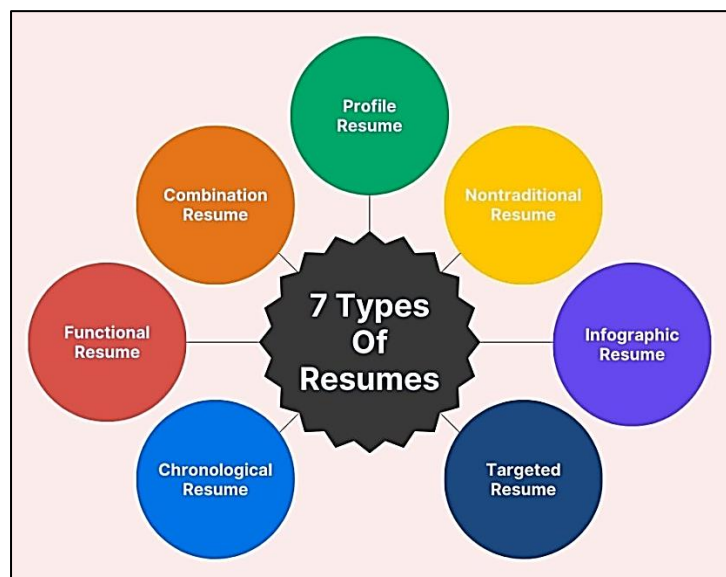 Profile
Resume
Combination
Resume
Nontraditional
Resume
7 Types
Of
Resumes
Functional
Resume
Infographic
Resume
Chronological
Resume
Targeted
Resume